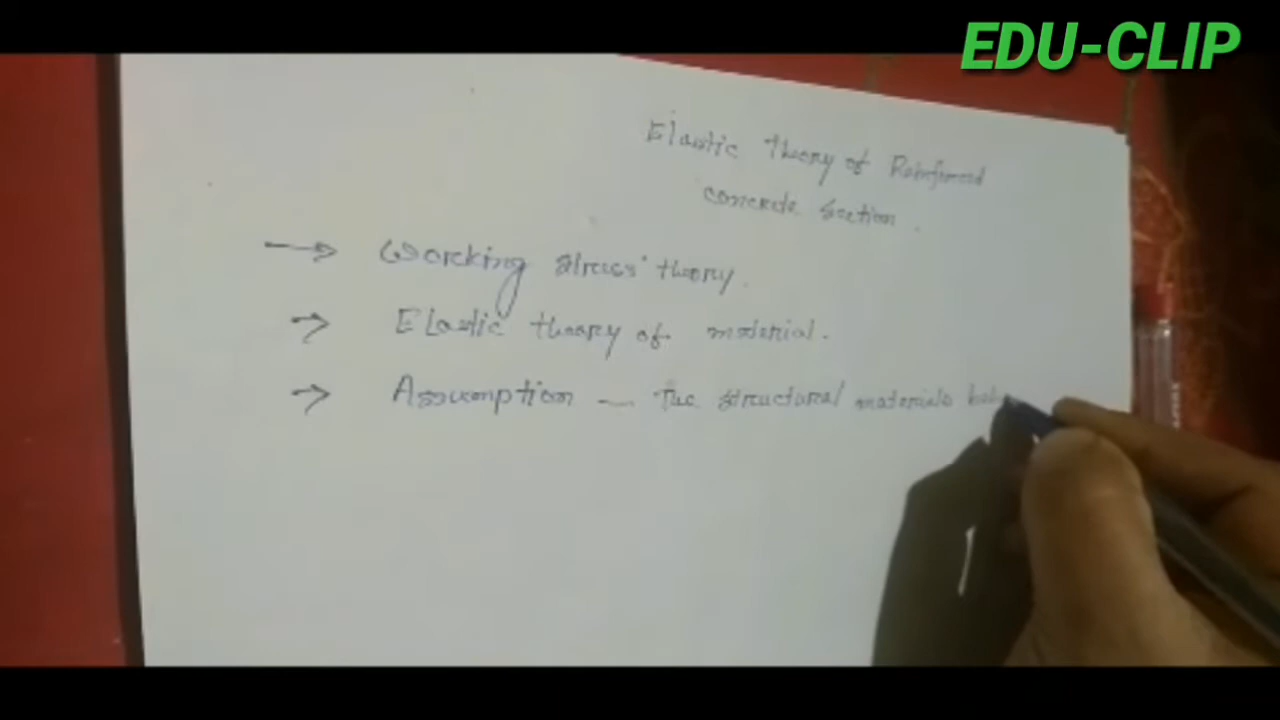 EDU-CLIP
Elastic Theory of Reinforced
concrete section.
→ Working stress theory.
→ Elastic theory of material.
→ Assumption — The structural materials beh